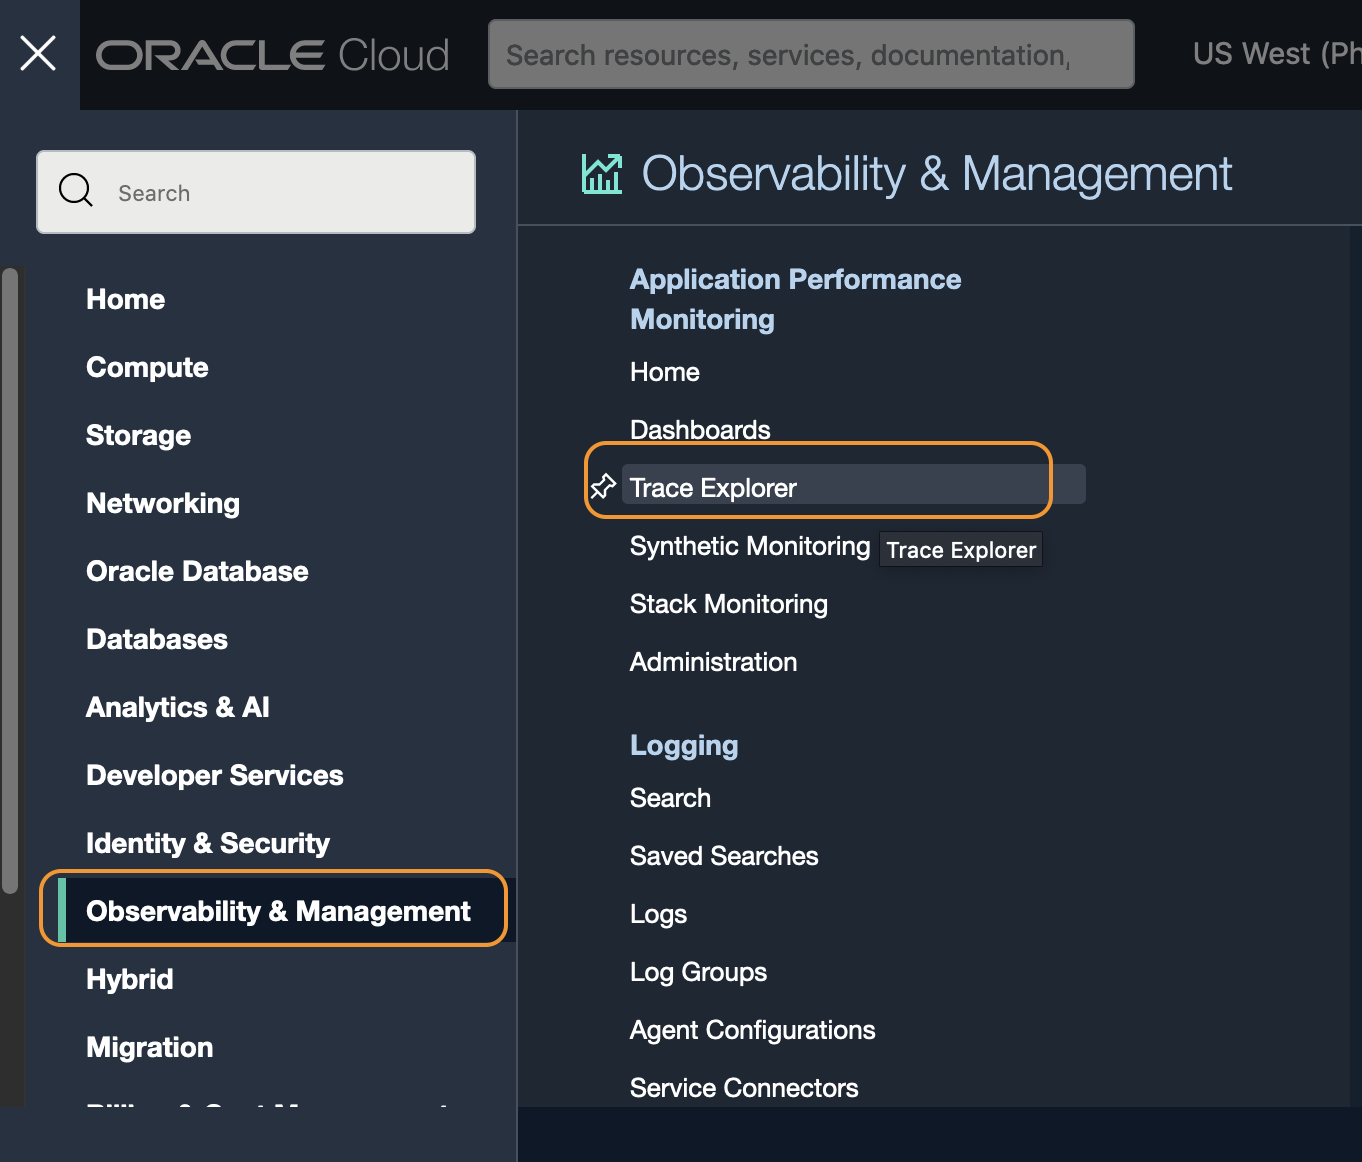 ORACLE Cloud
Search resources, services, documentation,
US West (Ph
Search
Home
Compute
Storage
Networking
Oracle Database
Databases
Analytics & AI
Developer Services
Identity & Security
Observability & Management
Hybrid
Migration
Observability & Management
Application Performance
Monitoring
Home
Dashboards
Trace Explorer
Synthetic Monitoring
Trace Explorer
Stack Monitoring
Administration
Logging
Search
Saved Searches
Logs
Log Groups
Agent Configurations
Service Connectors